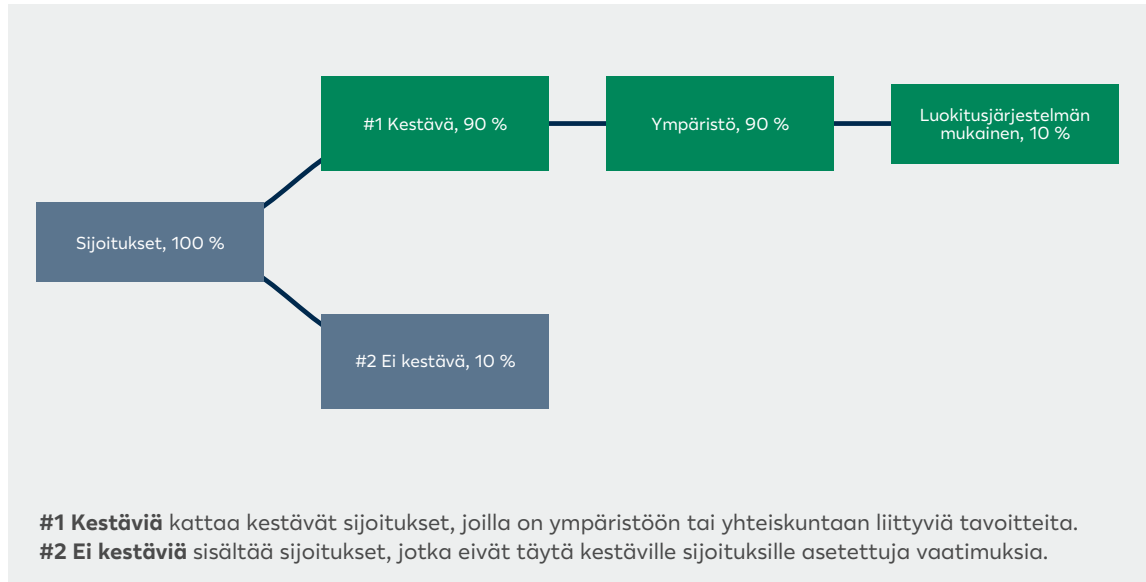 #1 Kestävä, 90 %
Ympäristö, 90 %
Luokitusjärjestelmän
mukainen, 10 %
Sijoitukset, 100 %
#2 Ei kestävä, 10 %
#1 Kestäviä kattaa kestävät sijoitukset, joilla on ympäristöön tai yhteiskuntaan liittyviä tavoitteita.
#2 Ei kestäviä sisältää sijoitukset, jotka eivät täytä kestäville sijoituksille asetettuja vaatimuksia.